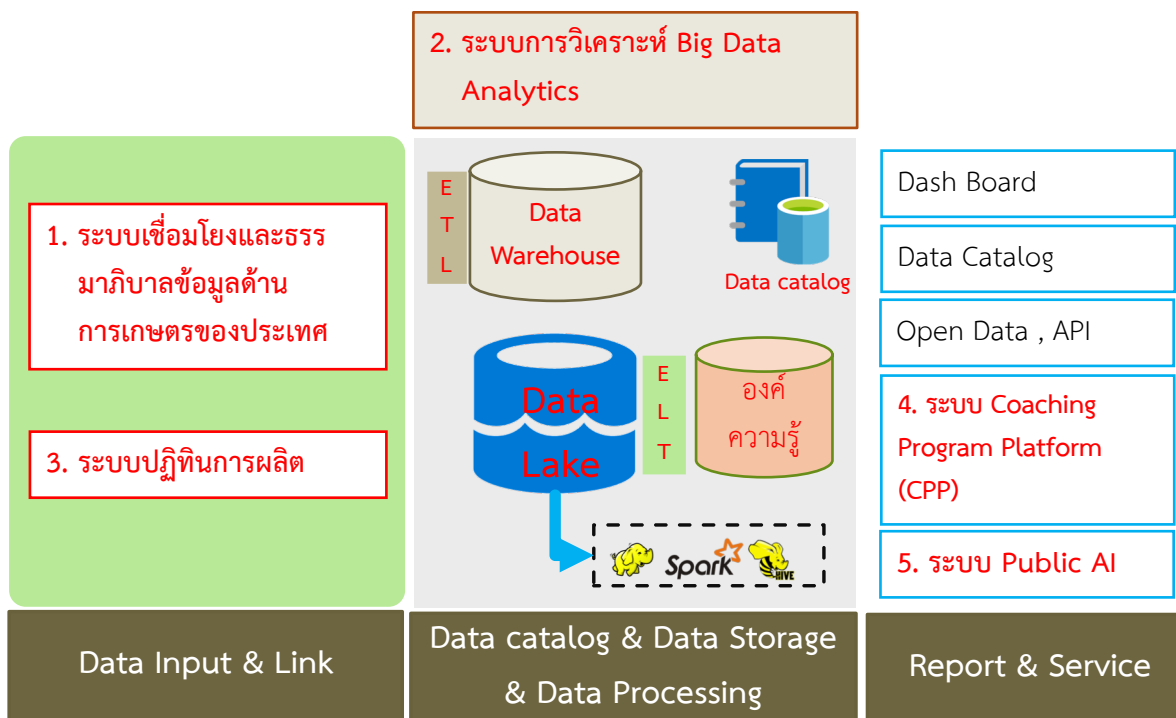 2. ระบบการวิเคราะห์ Big Data
Analytics
1. ระบบเชื่อมโยงและธรร
มาภิบาลข้อมูลด้าน
การเกษตรของประเทศ
3. ระบบปฏิทินการผลิต
Data Input & Link
E
T
L
Data
Warehouse
Data catalog
Data
Lake
E
L
T
องค์
ความรู้
Spark
HIVE
Data catalog & Data Storage
& Data Processing
Dash Board
Data Catalog
Open Data , API
4. ระบบ Coaching
Program Platform
(CPP)
5. ระบบ Public AI
Report & Service